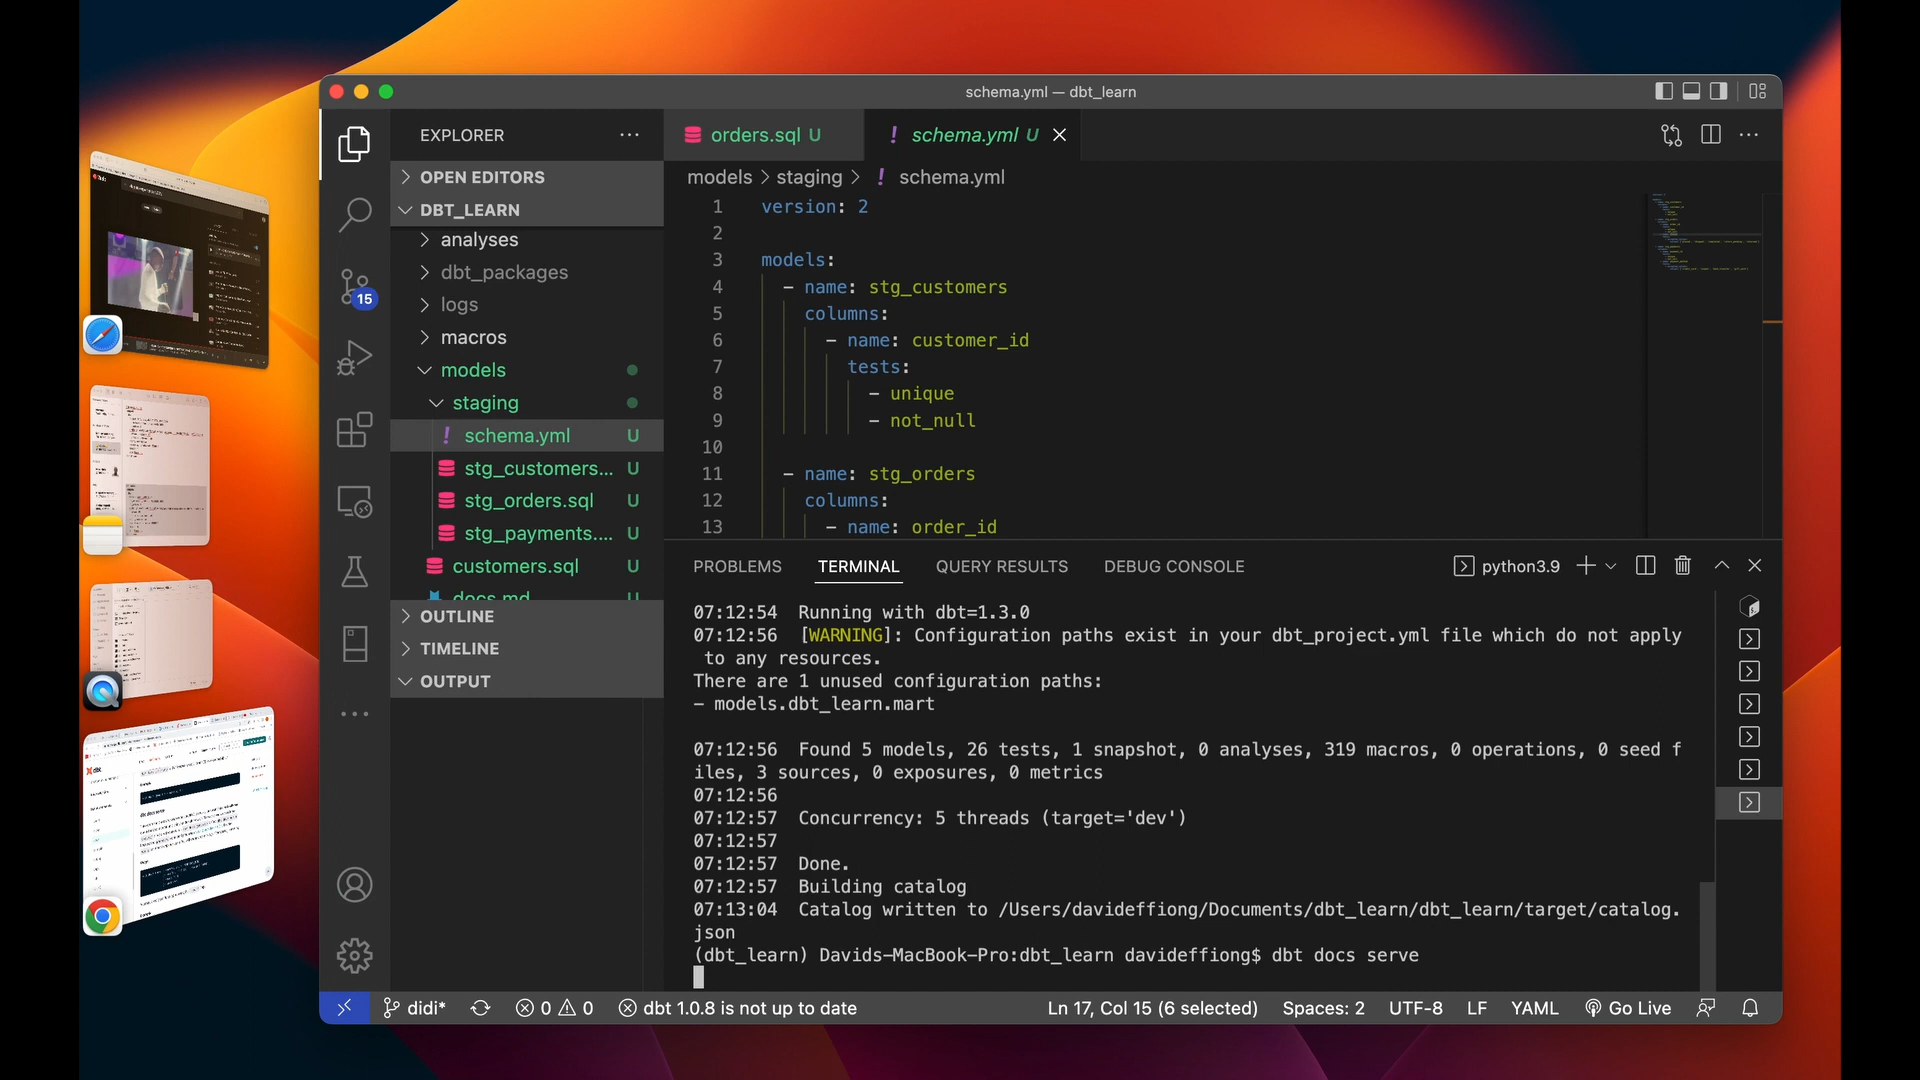 schema.yml — dbt_learn
EXPLORER
OPEN EDITORS
DBT_LEARN
analyses
dbt_packages
logs
macros
models
staging
schema.yml U
stg_customers... U
stg_orders.sql U
stg_payments.... U
customers.sql U
docs.md U
OUTLINE
TIMELINE
OUTPUT
15
orders.sql U
! schema.yml U
models > staging > ! schema.yml
1 version: 2
2
3 models:
4 - name: stg_customers
5 columns:
6 - name: customer_id
7 tests:
8 - unique
9 - not_null
10
11 - name: stg_orders
12 columns:
13 - name: order_id
PROBLEMS TERMINAL QUERY RESULTS DEBUG CONSOLE
python3.9
07:12:54 Running with dbt=1.3.0
07:12:56 [WARNING]: Configuration paths exist in your dbt_project.yml file which do not apply
to any resources.
There are 1 unused configuration paths:
- models.dbt_learn.mart
07:12:56 Found 5 models, 26 tests, 1 snapshot, 0 analyses, 319 macros, 0 operations, 0 seed f
iles, 3 sources, 0 exposures, 0 metrics
07:12:56
07:12:57 Concurrency: 5 threads (target='dev')
07:12:57
07:12:57 Done.
07:12:57 Building catalog
07:13:04 Catalog written to /Users/davideffiong/Documents/dbt_learn/dbt_learn/target/catalog.
json
(dbt_learn) Davids-MacBook-Pro:dbt_learn davideffiong$ dbt docs serve
didi* 0 0 dbt 1.0.8 is not up to date Ln 17, Col 15 (6 selected) Spaces: 2 UTF-8 LF YAML Go Live